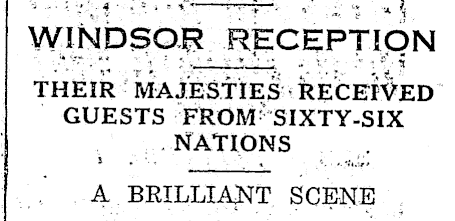 WINDSOR RECEPTION
THEIR MAJESTIES RECEIVED
GUESTS FROM SIXTY-SIX
NATIONS
A BRILLIANT SCENE